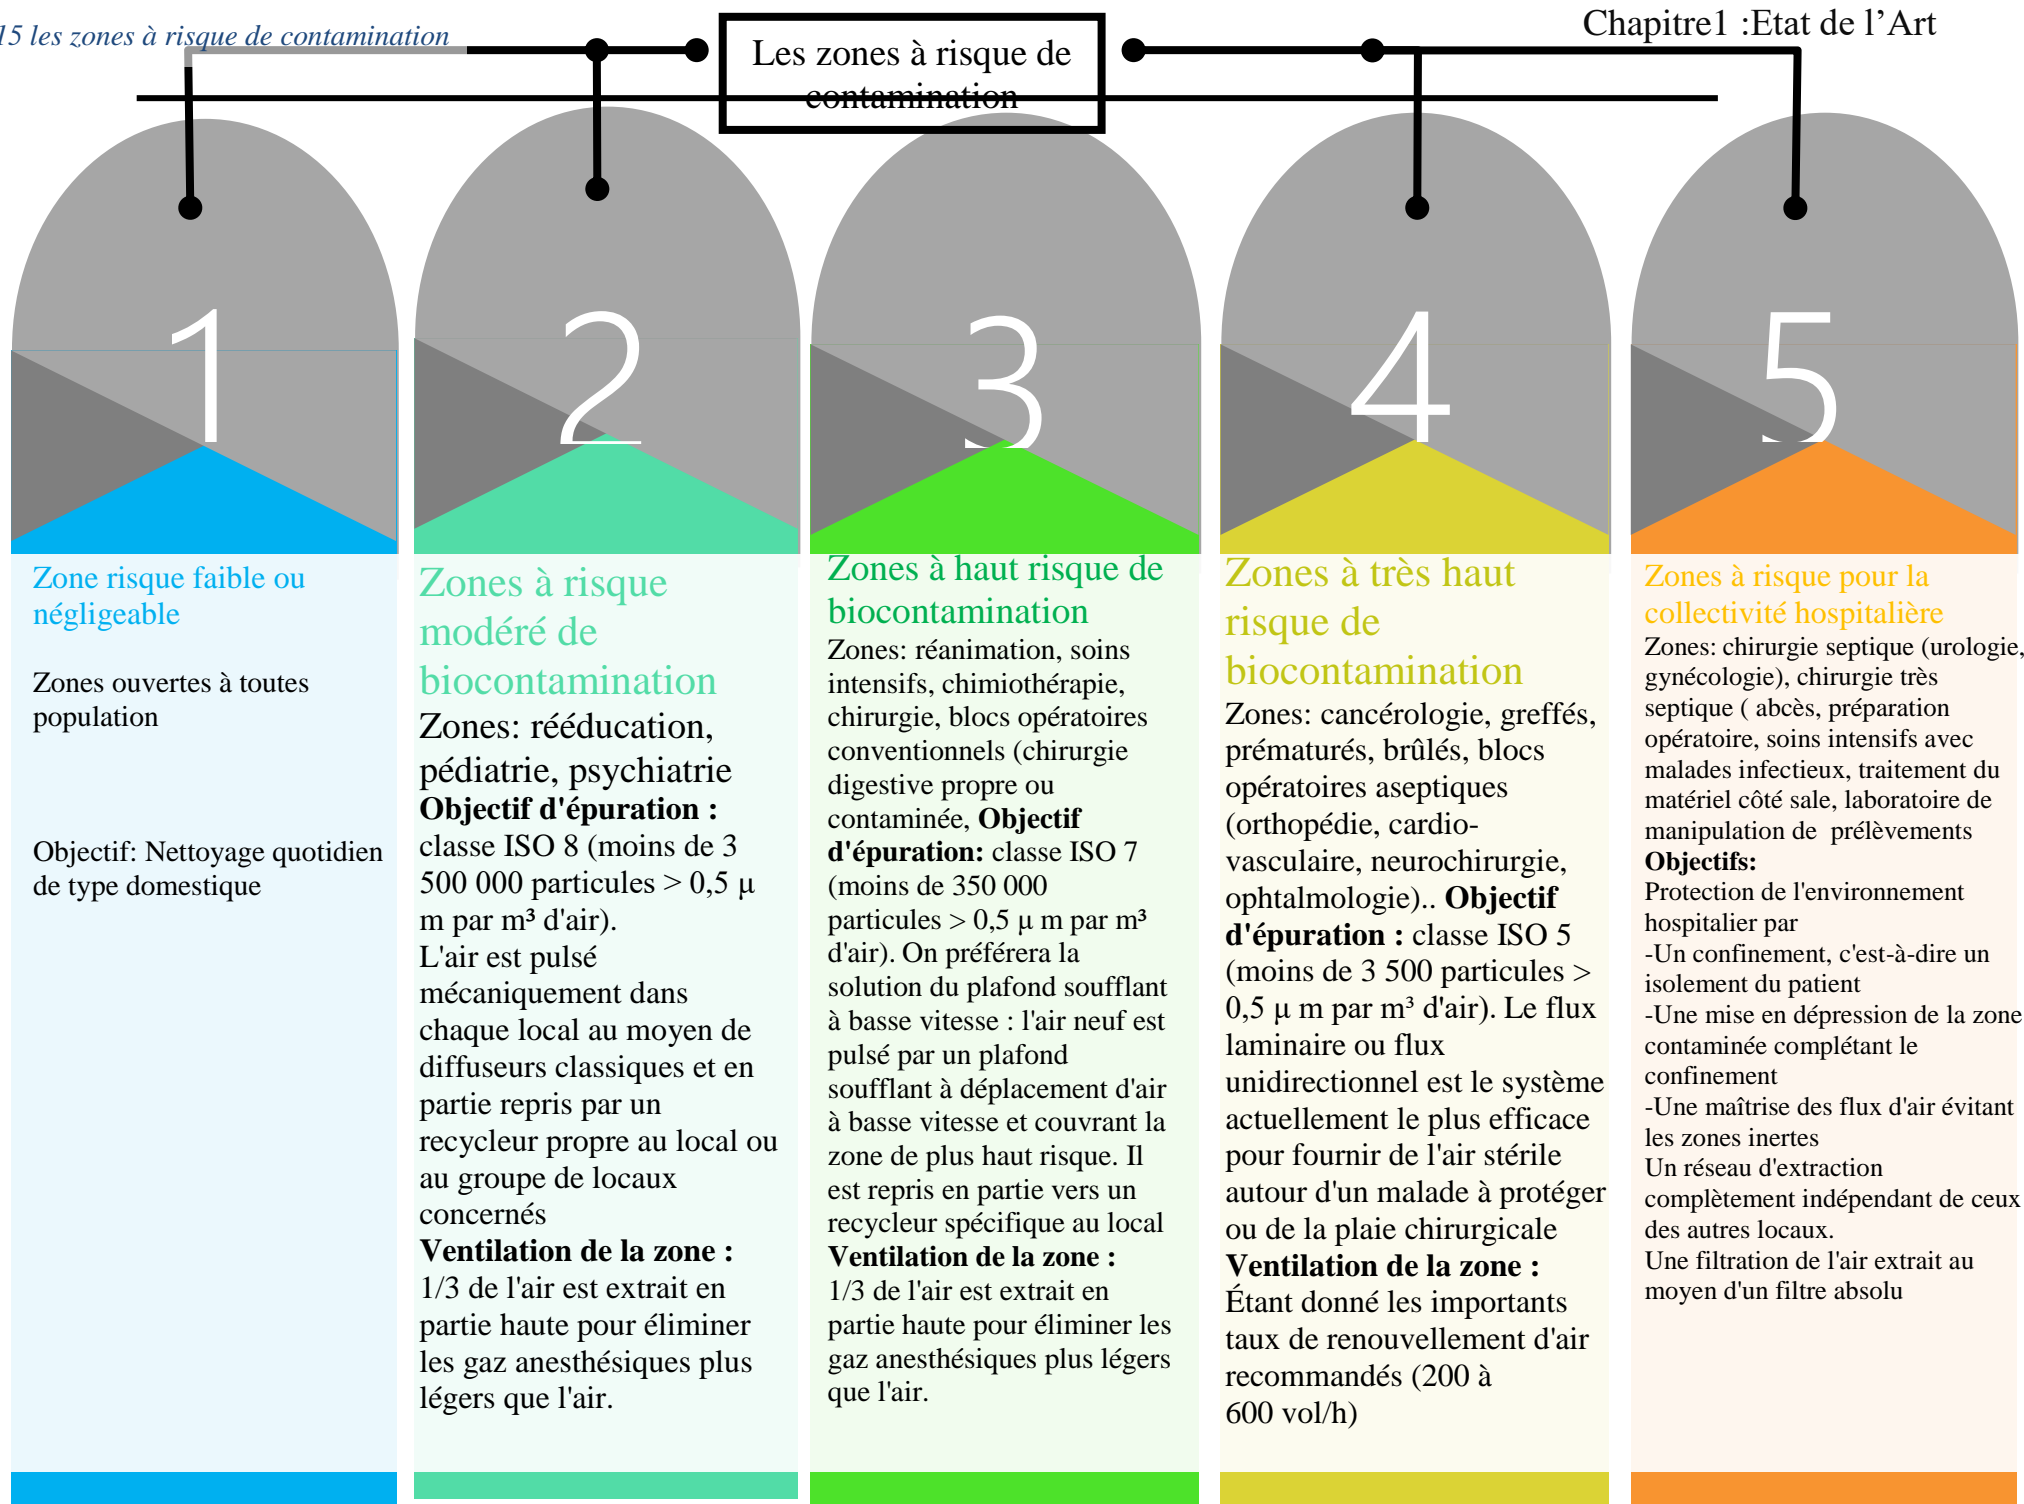 15 les zones à risque de contamination
Chapitre1 :Etat de l’Art
Les zones à risque de
contamination
1
2
3
4
5
Zone risque faible ou
négligeable
Zones ouvertes à toutes
population
Objectif: Nettoyage quotidien
de type domestique
Zones à risque
modéré de
biocontamination
Zones: rééducation,
pédiatrie, psychiatrie
Objectif d'épuration :
classe ISO 8 (moins de 3
500 000 particules > 0,5 µ
m par m³ d'air).
L'air est pulsé
mécaniquement dans
chaque local au moyen de
diffuseurs classiques et en
partie repris par un
recycleur propre au local ou
au groupe de locaux
concernés
Ventilation de la zone :
1/3 de l'air est extrait en
partie haute pour éliminer
les gaz anesthésiques plus
légers que l'air.
Zones à haut risque de
biocontamination
Zones: réanimation, soins
intensifs, chimiothérapie,
chirurgie, blocs opératoires
conventionnels (chirurgie
digestive propre ou
contaminée, Objectif
d'épuration: classe ISO 7
(moins de 350 000
particules > 0,5 µ m par m³
d'air). On préférera la
solution du plafond soufflant
à basse vitesse : l'air neuf est
pulsé par un plafond
soufflant à déplacement d'air
à basse vitesse et couvrant la
zone de plus haut risque. Il
est repris en partie vers un
recycleur spécifique au local
Ventilation de la zone :
1/3 de l'air est extrait en
partie haute pour éliminer les
gaz anesthésiques plus légers
que l'air.
Zones à très haut
risque de
biocontamination
Zones: cancérologie, greffés,
prématurés, brûlés, blocs
opératoires aseptiques
(orthopédie, cardio-
vasculaire, neurochirurgie,
ophtalmologie).. Objectif
d'épuration : classe ISO 5
(moins de 3 500 particules >
0,5 µ m par m³ d'air). Le flux
laminaire ou flux
unidirectionnel est le système
actuellement le plus efficace
pour fournir de l'air stérile
autour d'un malade à protéger
ou de la plaie chirurgicale
Ventilation de la zone :
Étant donné les importants
taux de renouvellement d'air
recommandés (200 à
600 vol/h)
Zones à risque pour la
collectivité hospitalière
Zones: chirurgie septique (urologie,
gynécologie), chirurgie très
septique ( abcès, préparation
opératoire, soins intensifs avec
malades infectieux, traitement du
matériel côté sale, laboratoire de
manipulation de  prélèvements
Objectifs:
Protection de l'environnement
hospitalier par
-Un confinement, c'est-à-dire un
isolement du patient
-Une mise en dépression de la zone
contaminée complétant le
confinement
-Une maîtrise des flux d'air évitant
les zones inertes
Un réseau d'extraction
complètement indépendant de ceux
des autres locaux.
Une filtration de l'air extrait au
moyen d'un filtre absolu